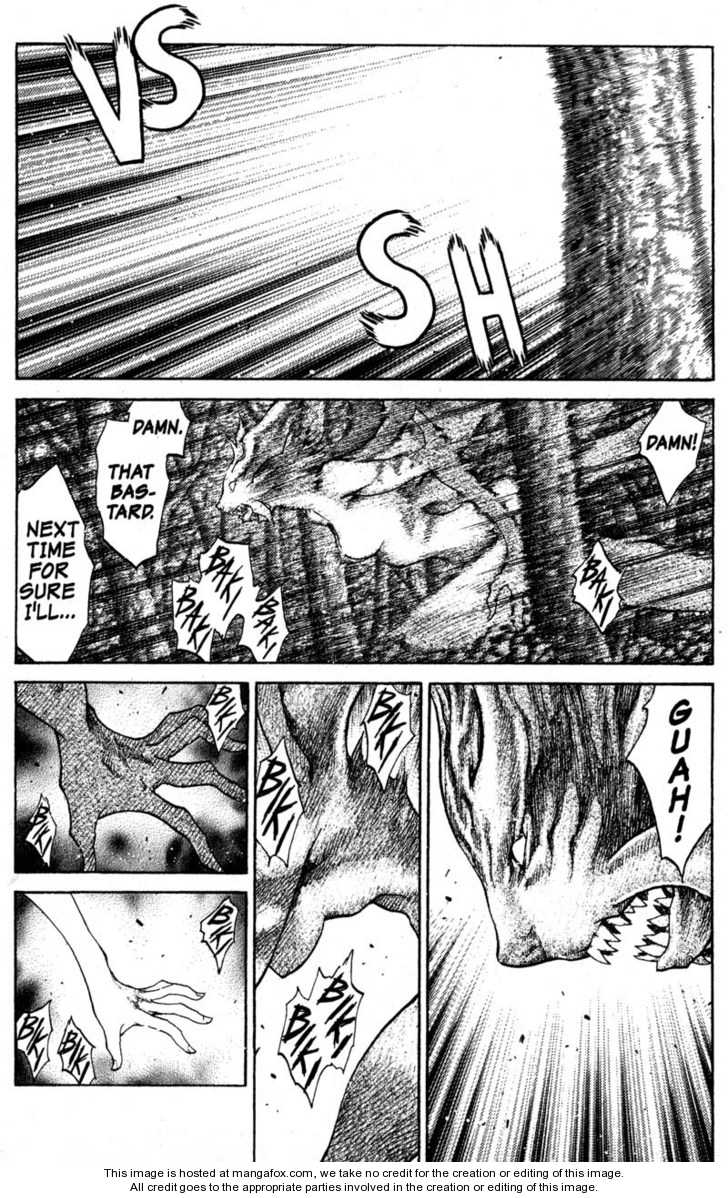 VS
SH
DAMN!
BAKI
DAMN.
THAT
BAS-
TARD.
NEXT
TIME
FOR
SURE
I'LL...
BAKI
BAKI
BAKI
GUAH!
BIKI
BIKI
BIKI
BIKI
BIKI
BIKI
BIKI
BIKI
BIKI
This image is hosted at mangafox.com, we take no credit for the creation or editing of this image.
All credit goes to the appropriate parties involved in the creation or editing of this image.